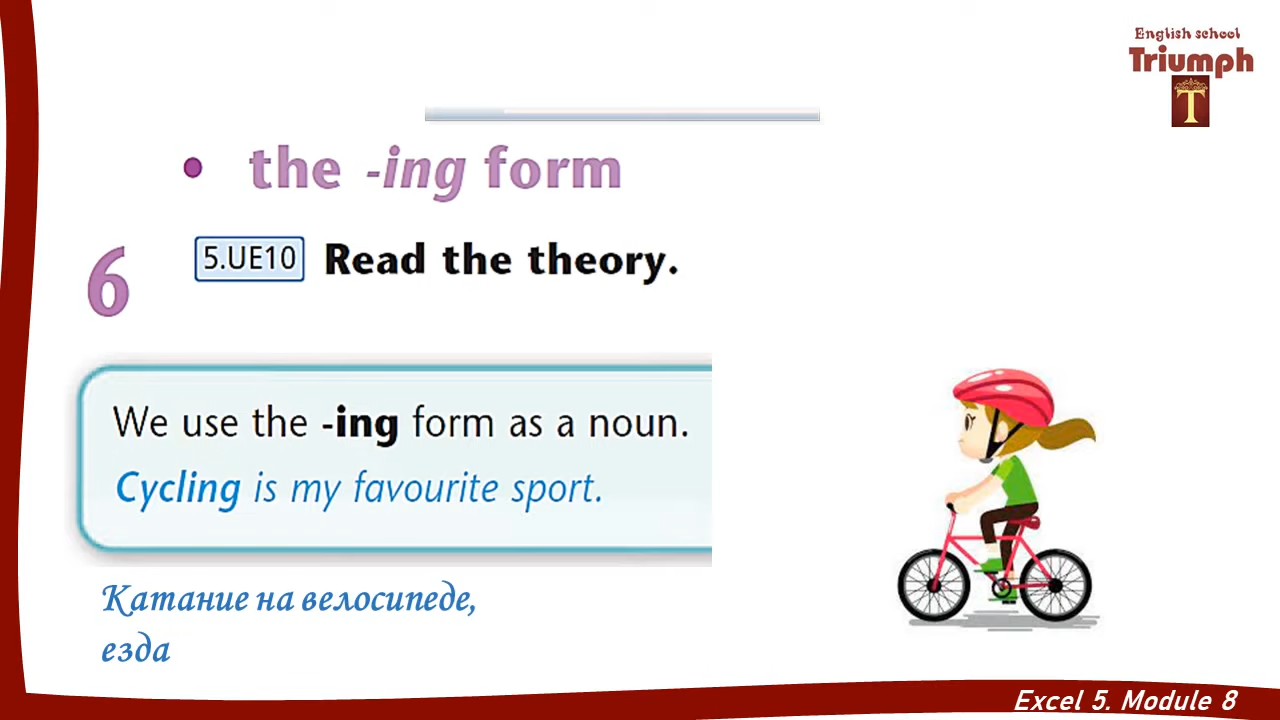 English school
Triumph
T
• the -ing form
6 5.UE10 Read the theory.
We use the -ing form as a noun.
Cycling is my favourite sport.
Катание на велосипеде,
езда
Excel 5. Module 8